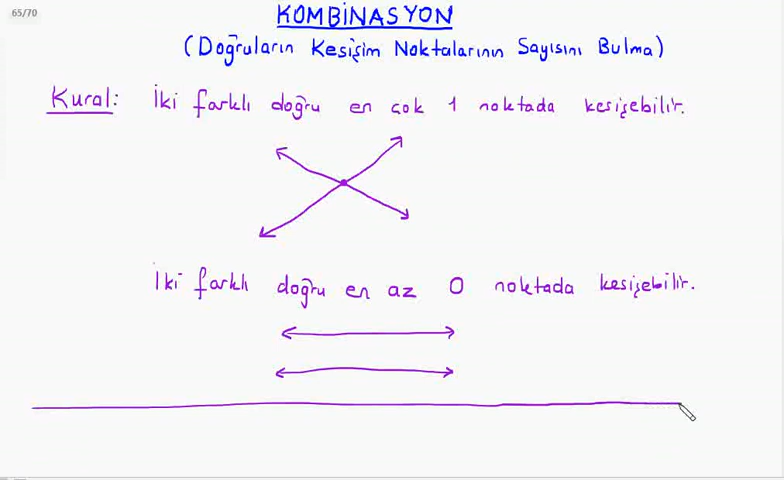 65/70
KOMBİNASYON
(Doğruların Kesişim Noktalarının Sayısını Bulma)
Kural: İki farklı doğru en çok 1 noktada kesişebilir.
İki farklı doğru en az 0 noktada kesişebilir.